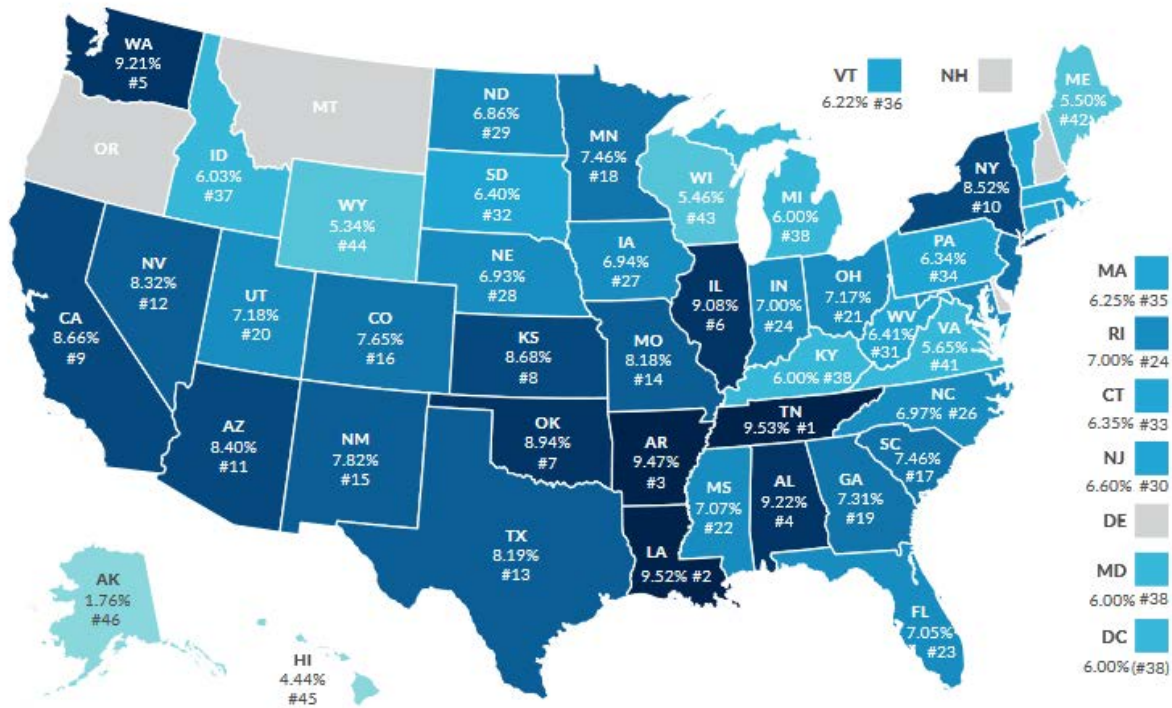 WA
9.21%
#5
MT
ND
6.86%
#29
MN
7.46%
#18
VT
6.22% #36
NH
ME
5.50%
#42
OR
ID
6.03%
#37
SD
6.40%
#32
WI
5.46%
#43
MI
6.00%
#38
NY
8.52%
#10
WY
5.34%
#44
NV
8.32%
#12
UT
7.18%
#20
NE
6.93%
#28
IA
6.94%
#27
PA
6.34%
#34
CA
8.66%
#9
CO
7.65%
#16
KS
8.68%
#8
MO
8.18%
#14
IL
9.08%
#6
IN
7.00%
#24
OH
7.17%
#21
WV
6.41%
#31
VA
5.65%
#41
KY
6.00% #38
MA
6.25% #35
RI
7.00% #24
CT
6.35% #33
NJ
6.60% #30
DE
MD
6.00% #38
DC
6.00% (#38)
AZ
8.40%
#11
NM
7.82%
#15
OK
8.94%
#7
AR
9.47%
#3
TN
9.53% #1
NC
6.97% #26
SC
7.46%
#17
TX
8.19%
#13
LA
9.52% #2
MS
7.07%
#22
AL
9.22%
#4
GA
7.31%
#19
FL
7.05%
#23
AK
1.76%
#46
HI
4.44%
#45